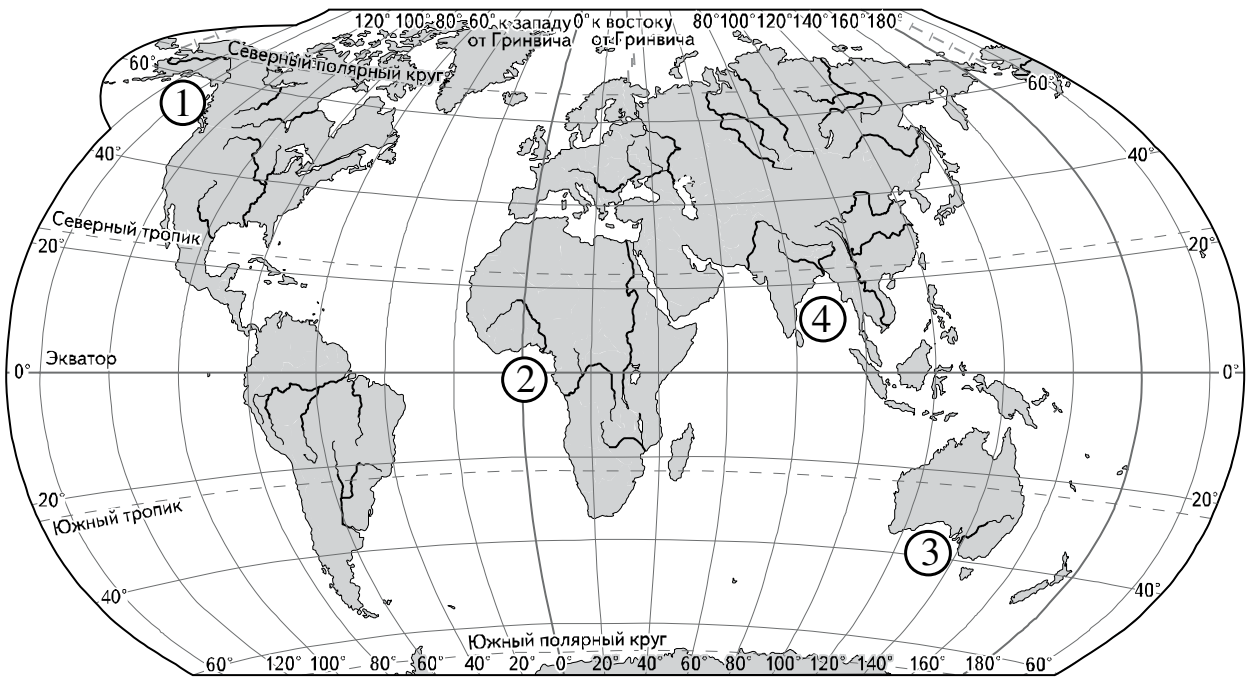 120° 100° 80° 60° к западу 0° к востоку 80° 100° 120° 140° 160° 180°
от Гринвича от Гринвича
Северный полярный круг
60° 60°
1
40° 40°
Северный тропик
20° 20°
4
Экватор
0° 2 0°
20° 20°
Южный тропик
3
40° 40°
Южный полярный круг
60° 120° 100° 80° 60° 40° 20° 0° 20° 40° 60° 80° 100° 120° 140° 160° 180° 60°